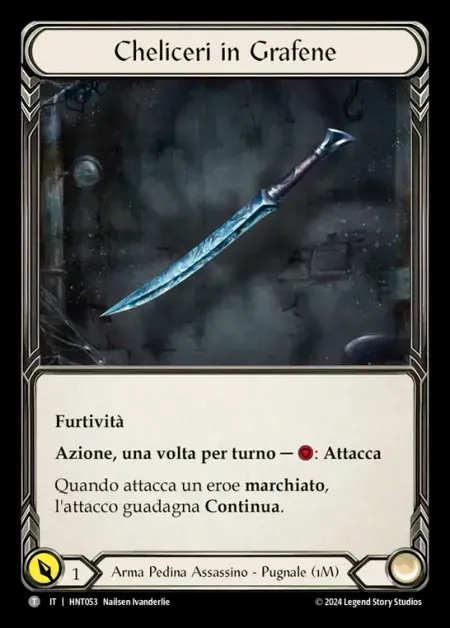 Cheliceri in Grafene
Furtività
Azione, una volta per turno — : Attacca
Quando attacca un eroe marchiato,
l'attacco guadagna Continua.
1
Arma Pedina Assassino - Pugnale (1M)
T IT | HNT053 Nailsen Ivanderlie
© 2024 Legend Story Studios